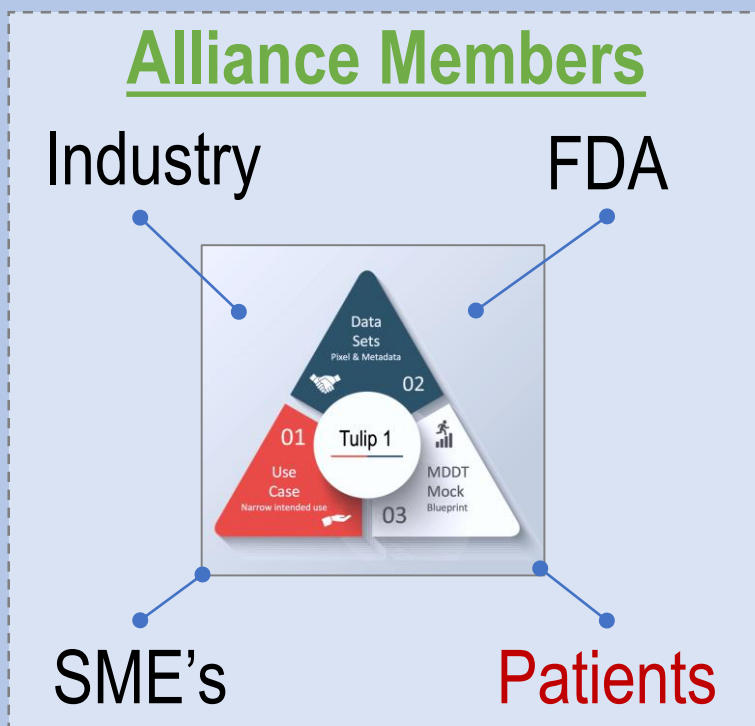 Alliance Members
Industry
FDA
Data
Sets
Pixel & Metadata
02
Tulip 1
01
Use
Case
Narrow intended use
MDDT
Mock
Blueprint
03
SME's
Patients